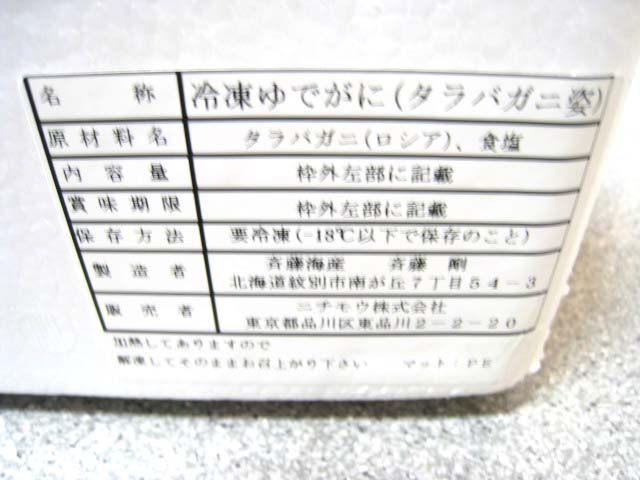 名称 冷凍ゆでがに(タラバガニ姿)
原材料名 タラバガニ(ロシア)、食塩
内容量 枠外左部に記載
賞味期限 枠外左部に記載
保存方法 要冷凍(-18℃以下で保存のこと)
製造者 斉藤海産 斉藤 剛
北海道紋別市南が丘7丁目54-3
販売者 ニチモウ株式会社
東京都品川区東品川2-2-20
加熱してありますので
解凍してそのままお召上がり下さい マット:PE